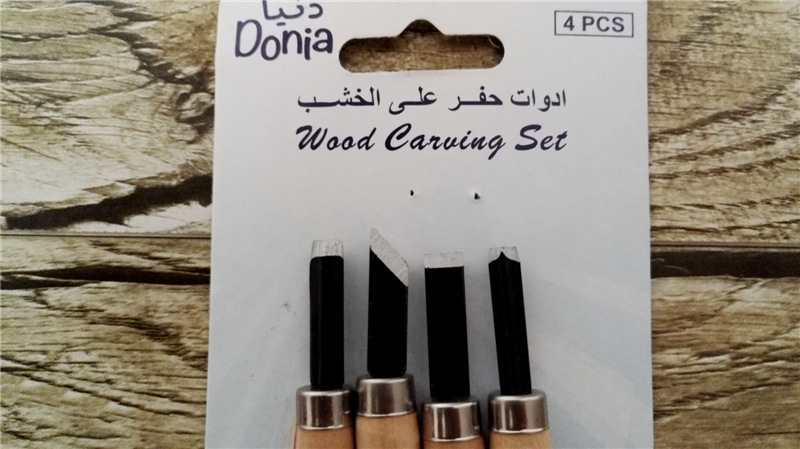 دنيا
Donia
4 PCS
ادوات حفر على الخشب
Wood Carving Set